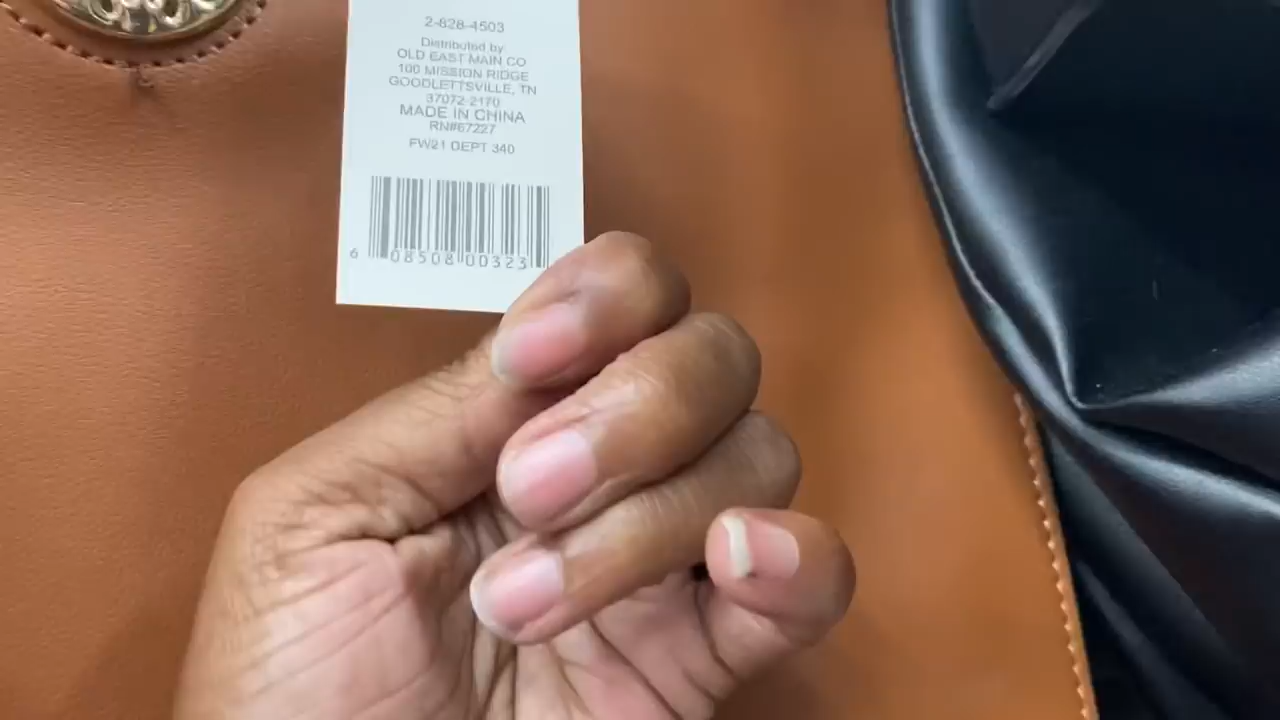 2-828-4503
Distributed by:
OLD EAST MAIN CO
100 MISSION RIDGE
GOODLETTSVILLE, TN
37072-2170
MADE IN CHINA
RN#67227
FW21 DEPT 340
6 08508 00323